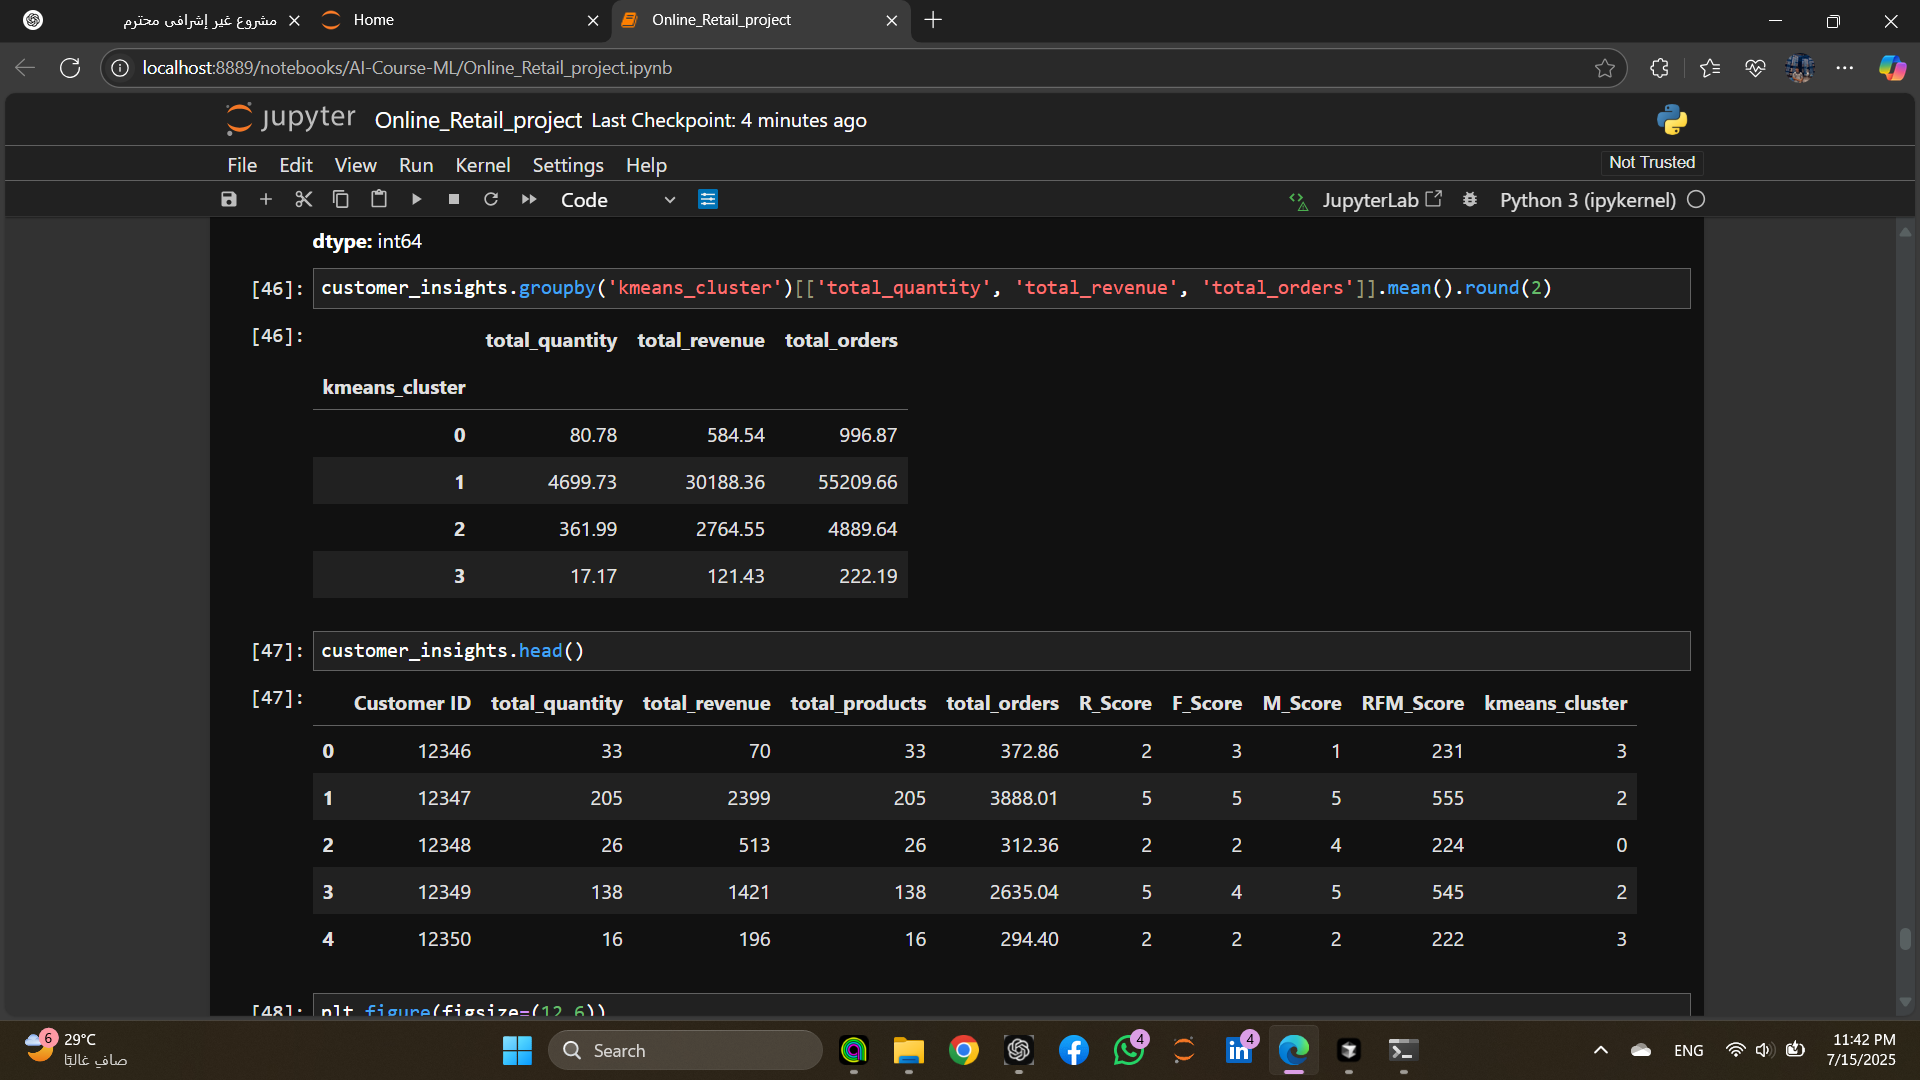 مشروع غير إشرافي محترم
Home
Online_Retail_project
localhost:8889/notebooks/AI-Course-ML/Online_Retail_project.ipynb
jupyter Online_Retail_project Last Checkpoint: 4 minutes ago
File Edit View Run Kernel Settings Help
Not Trusted
Code
JupyterLab
Python 3 (ipykernel)
dtype: int64
[46]: customer_insights.groupby('kmeans_cluster')[['total_quantity', 'total_revenue', 'total_orders']].mean().round(2)
[46]: total_quantity total_revenue total_orders
kmeans_cluster
0 80.78 584.54 996.87
1 4699.73 30188.36 55209.66
2 361.99 2764.55 4889.64
3 17.17 121.43 222.19
[47]: customer_insights.head()
[47]: Customer ID total_quantity total_revenue total_products total_orders R_Score F_Score M_Score RFM_Score kmeans_cluster
0 12346 33 70 33 372.86 2 3 1 231 3
1 12347 205 2399 205 3888.01 5 5 5 555 2
2 12348 26 513 26 312.36 2 2 4 224 0
3 12349 138 1421 138 2635.04 5 4 5 545 2
4 12350 16 196 16 294.40 2 2 2 222 3
[48]: plt.figure(figsize=(12,6))
6
29°C
صافٍ غالبًا
Search
4
in
4
ENG
11:42 PM
7/15/2025